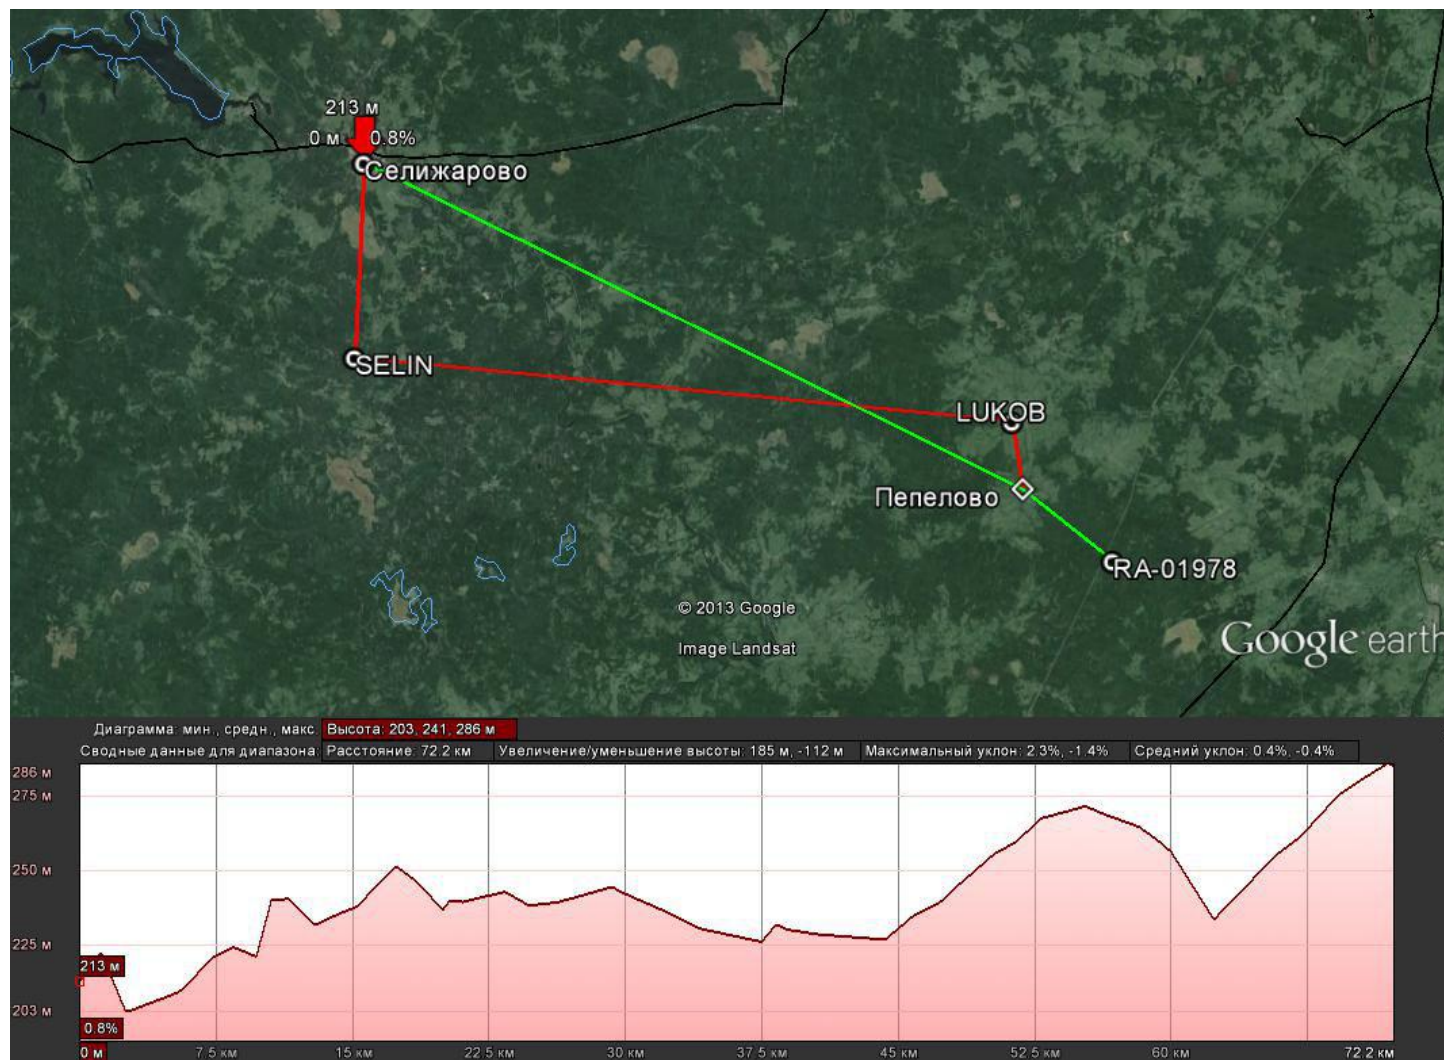 213 м
0 м 0.8%
Селижарово
SELIN
LUKOB
Пепелово
RA-01978
© 2013 Google
Image Landsat
Google earth
Диаграмма: мин., средн., макс. Высота: 203, 241, 286 м
Сводные данные для диапазона: Расстояние: 72.2 км Увеличение/уменьшение высоты: 185 м, -112 м Максимальный уклон: 2.3%, -1.4% Средний уклон: 0.4%, -0.4%
286 м
275 м
250 м
225 м
213 м
203 м
0.8%
0 м 7.5 км 15 км 22.5 км 30 км 37.5 км 45 км 52.5 км 60 км 72.2 км